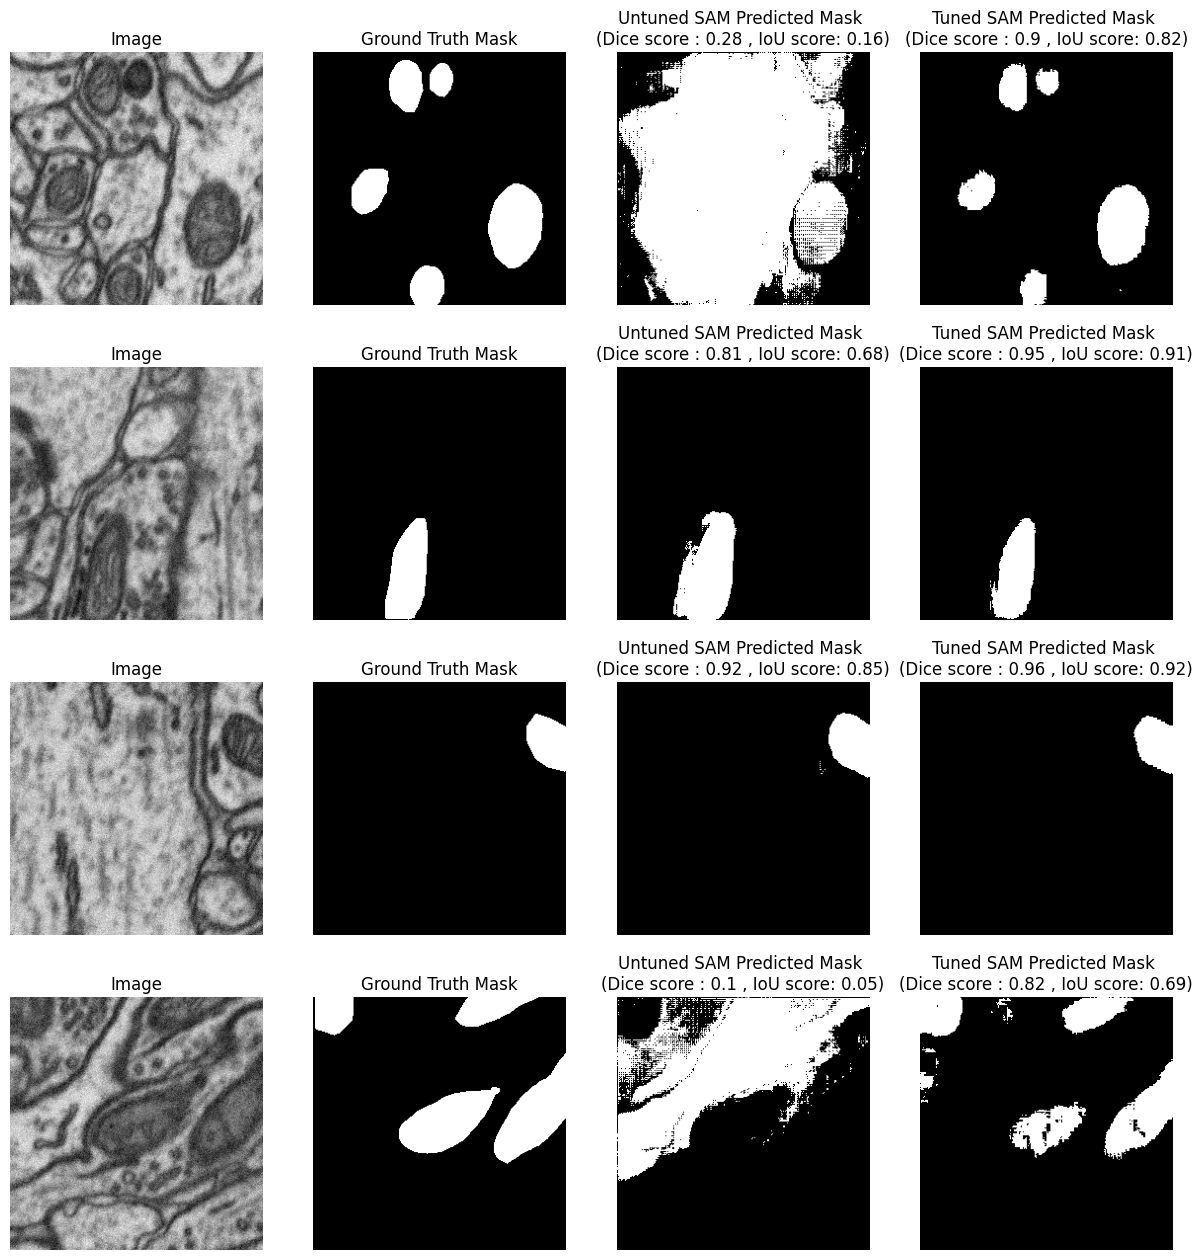 Image
Ground Truth Mask
Untuned SAM Predicted Mask
(Dice score : 0.28 , IoU score: 0.16)
Tuned SAM Predicted Mask
(Dice score : 0.9 , IoU score: 0.82)
Image
Ground Truth Mask
Untuned SAM Predicted Mask
(Dice score : 0.81 , IoU score: 0.68)
Tuned SAM Predicted Mask
(Dice score : 0.95 , IoU score: 0.91)
Image
Ground Truth Mask
Untuned SAM Predicted Mask
(Dice score : 0.92 , IoU score: 0.85)
Tuned SAM Predicted Mask
(Dice score : 0.96 , IoU score: 0.92)
Image
Ground Truth Mask
Untuned SAM Predicted Mask
(Dice score : 0.1 , IoU score: 0.05)
Tuned SAM Predicted Mask
(Dice score : 0.82 , IoU score: 0.69)